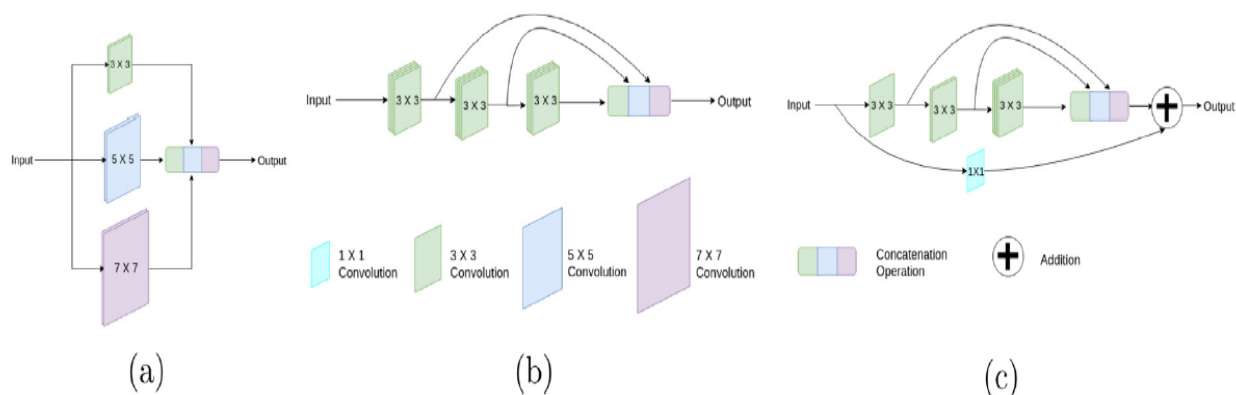 3 X 3
Input
5 X 5
Output
7 X 7
(a)
Input
3 X 3
3 X 3
3 X 3
Output
1 X 1
Convolution
3 X 3
Convolution
5 X 5
Convolution
7 X 7
Convolution
(b)
Input
3 X 3
3 X 3
3 X 3
Output
1X1
Concatenation
Operation
Addition
(c)